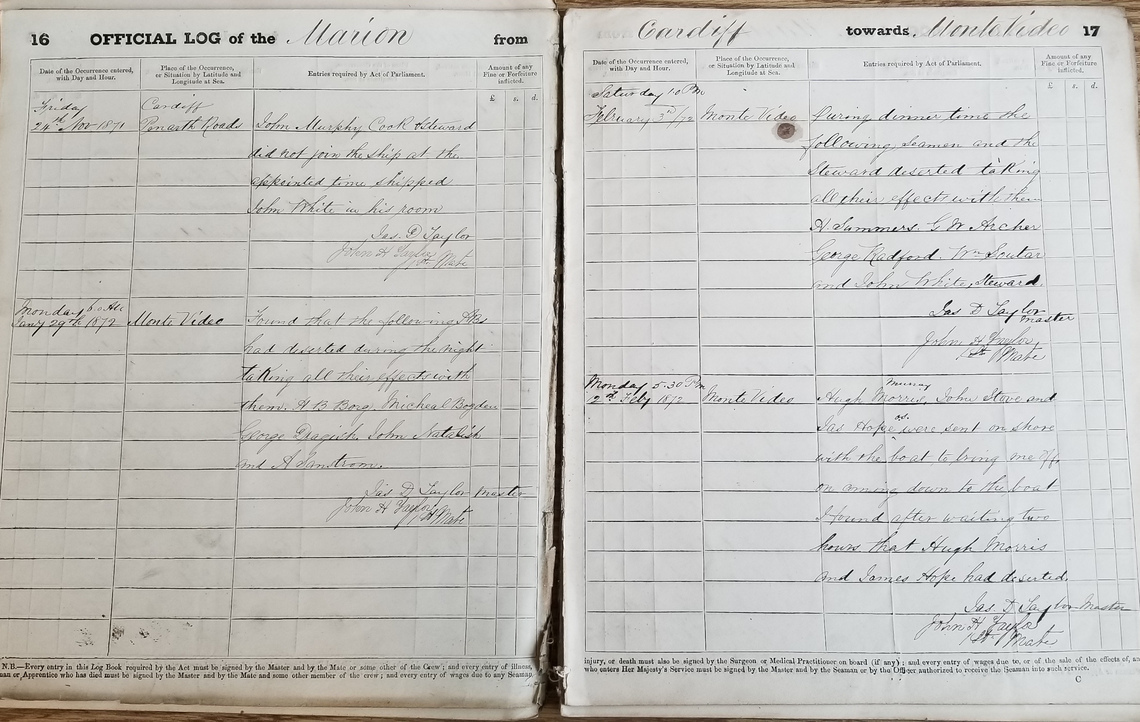 16 OFFICIAL LOG of the Marion from
Date of the Occurrence entered, with Day and Hour.
Place of the Occurrence, or Situation by Latitude and Longitude at Sea.
Entries required by Act of Parliament.
Amount of any Fine or Forfeiture inflicted.
£ s. d.
Friday Cardiff
24th Nov 1871 Penarth Roads John Murphy Cook & Steward
did not join the ship at the
appointed time shipped
John White in his room
Jas. D Taylor
John H Taylor
1st Mate
Monday 6 o AM
Jany 29th 1872 Monte Video Found that the following ABs
had deserted during the night
taking all their effects with
them. A B Borg, Micheal Bogdan
George Dragish, John Natalish
and A Sanstrom.
Jas D Taylor Master
John H Taylor
1st Mate
N.B.—Every entry in this Log Book required by the Act must be signed by the Master and by the Mate or some other of the Crew; and every entry of illness,
man or Apprentice who has died must be signed by the Master and by the Mate and some other member of the crew; and every entry of wages due to any Seaman
Cardiff towards Monte Video 17
Date of the Occurrence entered, with Day and Hour.
Place of the Occurrence, or Situation by Latitude and Longitude at Sea.
Entries required by Act of Parliament.
Amount of any Fine or Forfeiture inflicted.
£ s. d.
Saturday 10 PM
February 3rd/72 Monte Video During dinner time the
following Seamen and the
Steward deserted taking
all their effects with them
H. Summers. G W Archer
George Radford. Wm Soutar
and John White, Steward.
Jas D Taylor
Master
John H Taylor
1st Mate
Monday 5.30 Pm Murray
2d Feby 1872 Monte Video Hugh Morris, John Stove and
os.
Jas Hope were sent on shore
with the boat to bring me off,
on coming down to the boat
I found after waiting two
hours that Hugh Morris
and James Hope had deserted.
Jas D Taylor Master
John H Taylor
1st Mate
injury, or death must also be signed by the Surgeon or Medical Practitioner on board (if any); and every entry of wages due to, or of the sale of the effects of, an
who enters Her Majesty's Service must be signed by the Master and by the Seaman or by the Officer authorized to receive the Seaman into such service.
C